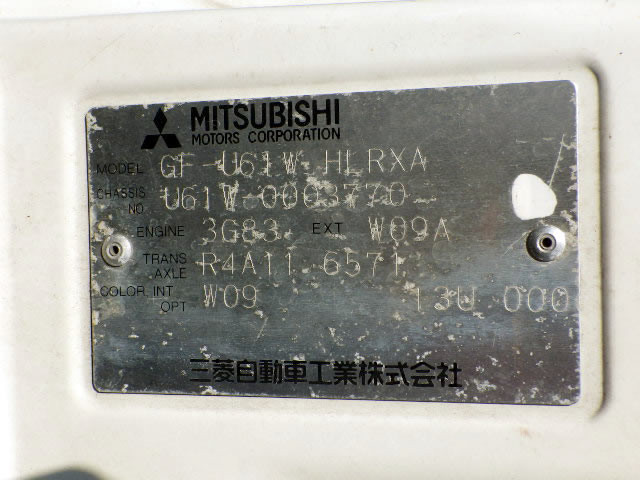 MITSUBISHI
MOTORS CORPORATION
MODEL GF-U61W HLRXA
CHASSIS NO. U61W-0003770
ENGINE 3G83 EXT W09A
TRANS AXLE R4A11 6571
COLOR, INT OPT W09 13U 000
三菱自動車工業株式会社